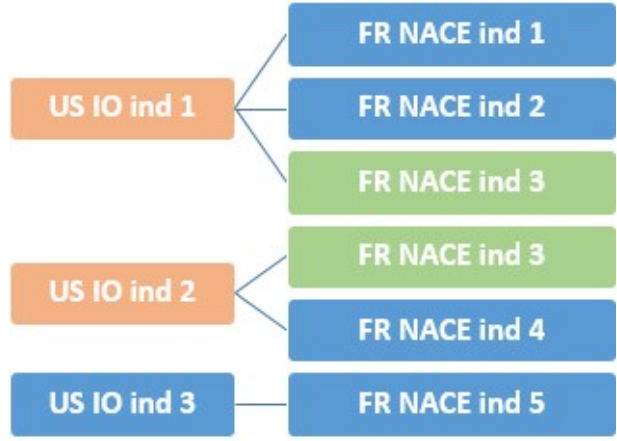 US IO ind 1
FR NACE ind 1
FR NACE ind 2
FR NACE ind 3
US IO ind 2
FR NACE ind 3
FR NACE ind 4
US IO ind 3
FR NACE ind 5